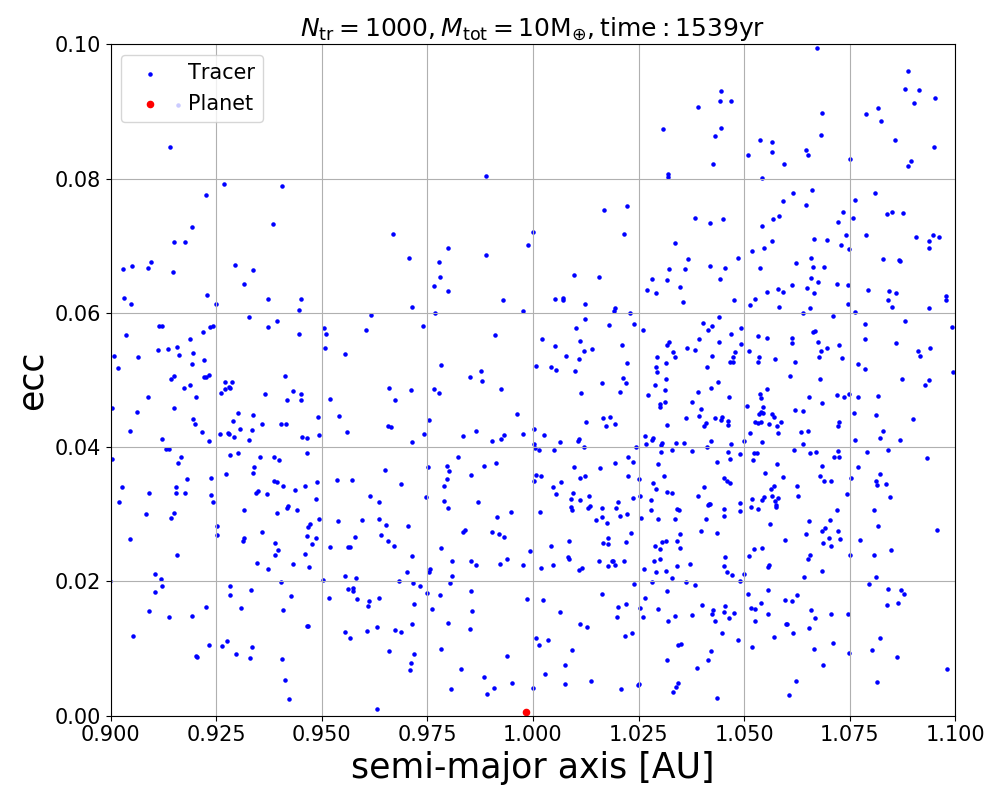 N_tr = 1000, M_tot = 10M_⊕, time : 1539yr
Tracer
Planet
ecc
0.10
0.08
0.06
0.04
0.02
0.00
0.900 0.925 0.950 0.975 1.000 1.025 1.050 1.075 1.100
semi-major axis [AU]